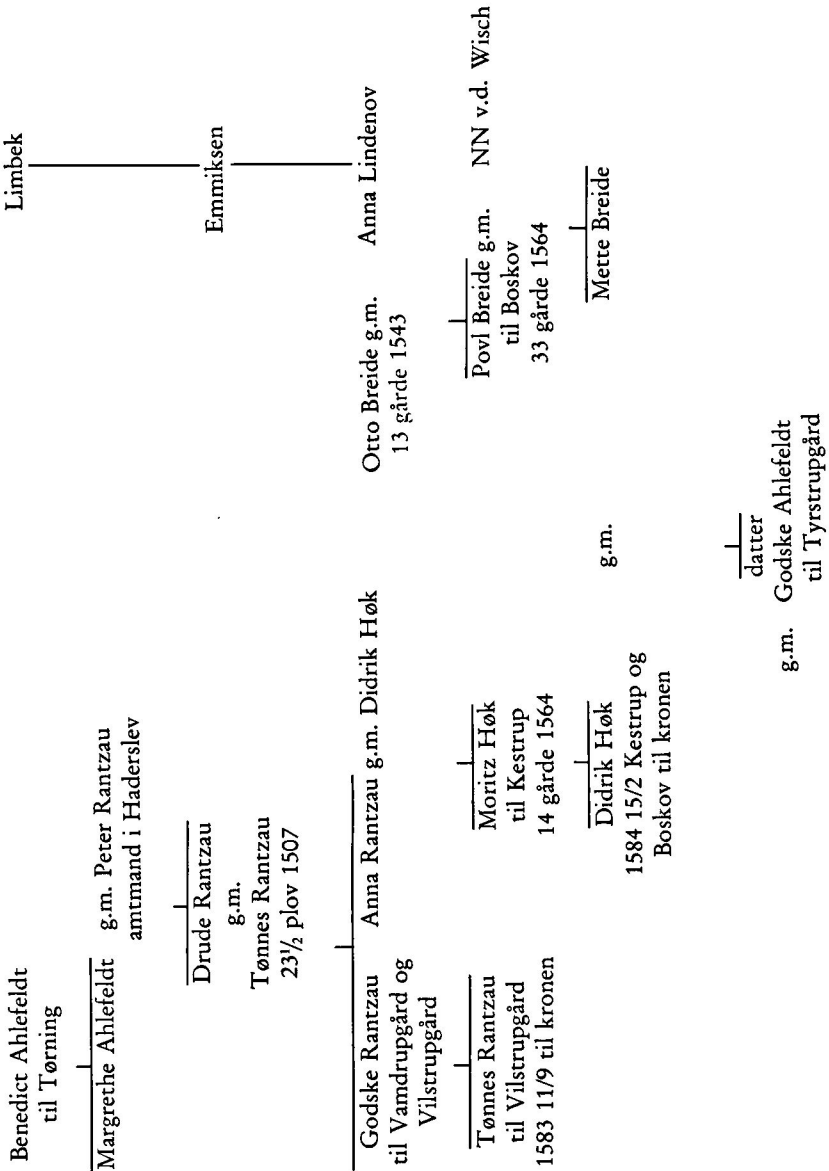 Limbek
Emmiksen
Benedict Ahlefeldt
til Tørning
Margrethe Ahlefeldt g.m. Peter Rantzau
amtmand i Haderslev
Drude Rantzau
g.m.
Tønnes Rantzau
23½ plov 1507
Otto Breide g.m. Anna Lindenov
13 gårde 1543
Godske Rantzau
til Vamdrupgård og
Vilstrupgård
Anna Rantzau g.m. Didrik Høk
Tønnes Rantzau
til Vilstrupgård
1583 11/9 til kronen
Moritz Høk
til Kestrup
14 gårde 1564
Povl Breide g.m. NN v.d. Wisch
til Boskov
33 gårde 1564
Didrik Høk
1584 15/2 Kestrup og
Boskov til kronen
g.m.
Mette Breide
datter
g.m. Godske Ahlefeldt
til Tyrstrupgård